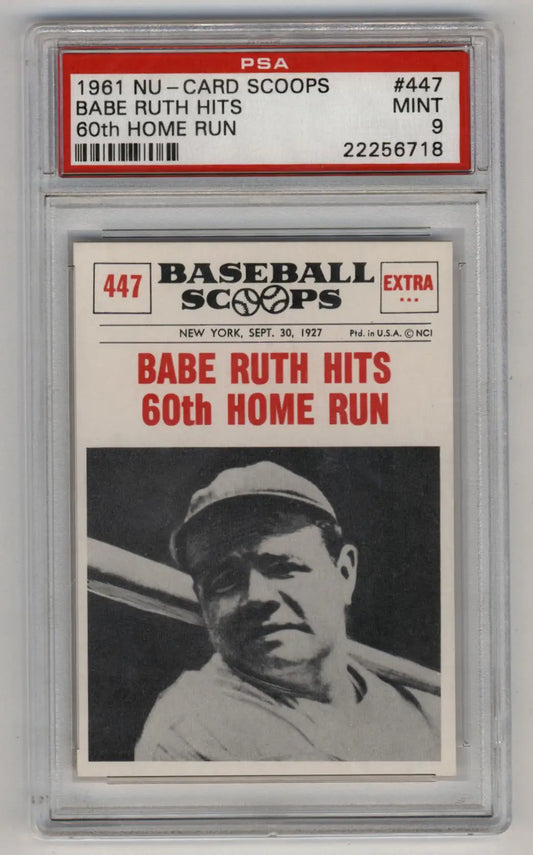 PSA
1961 NU-CARD SCOOPS #447
BABE RUTH HITS MINT
60th HOME RUN 9
22256718
447 BASEBALL SCOOPS EXTRA
NEW YORK, SEPT. 30, 1927 Ptd. in U.S.A. © NCI
BABE RUTH HITS
60th HOME RUN